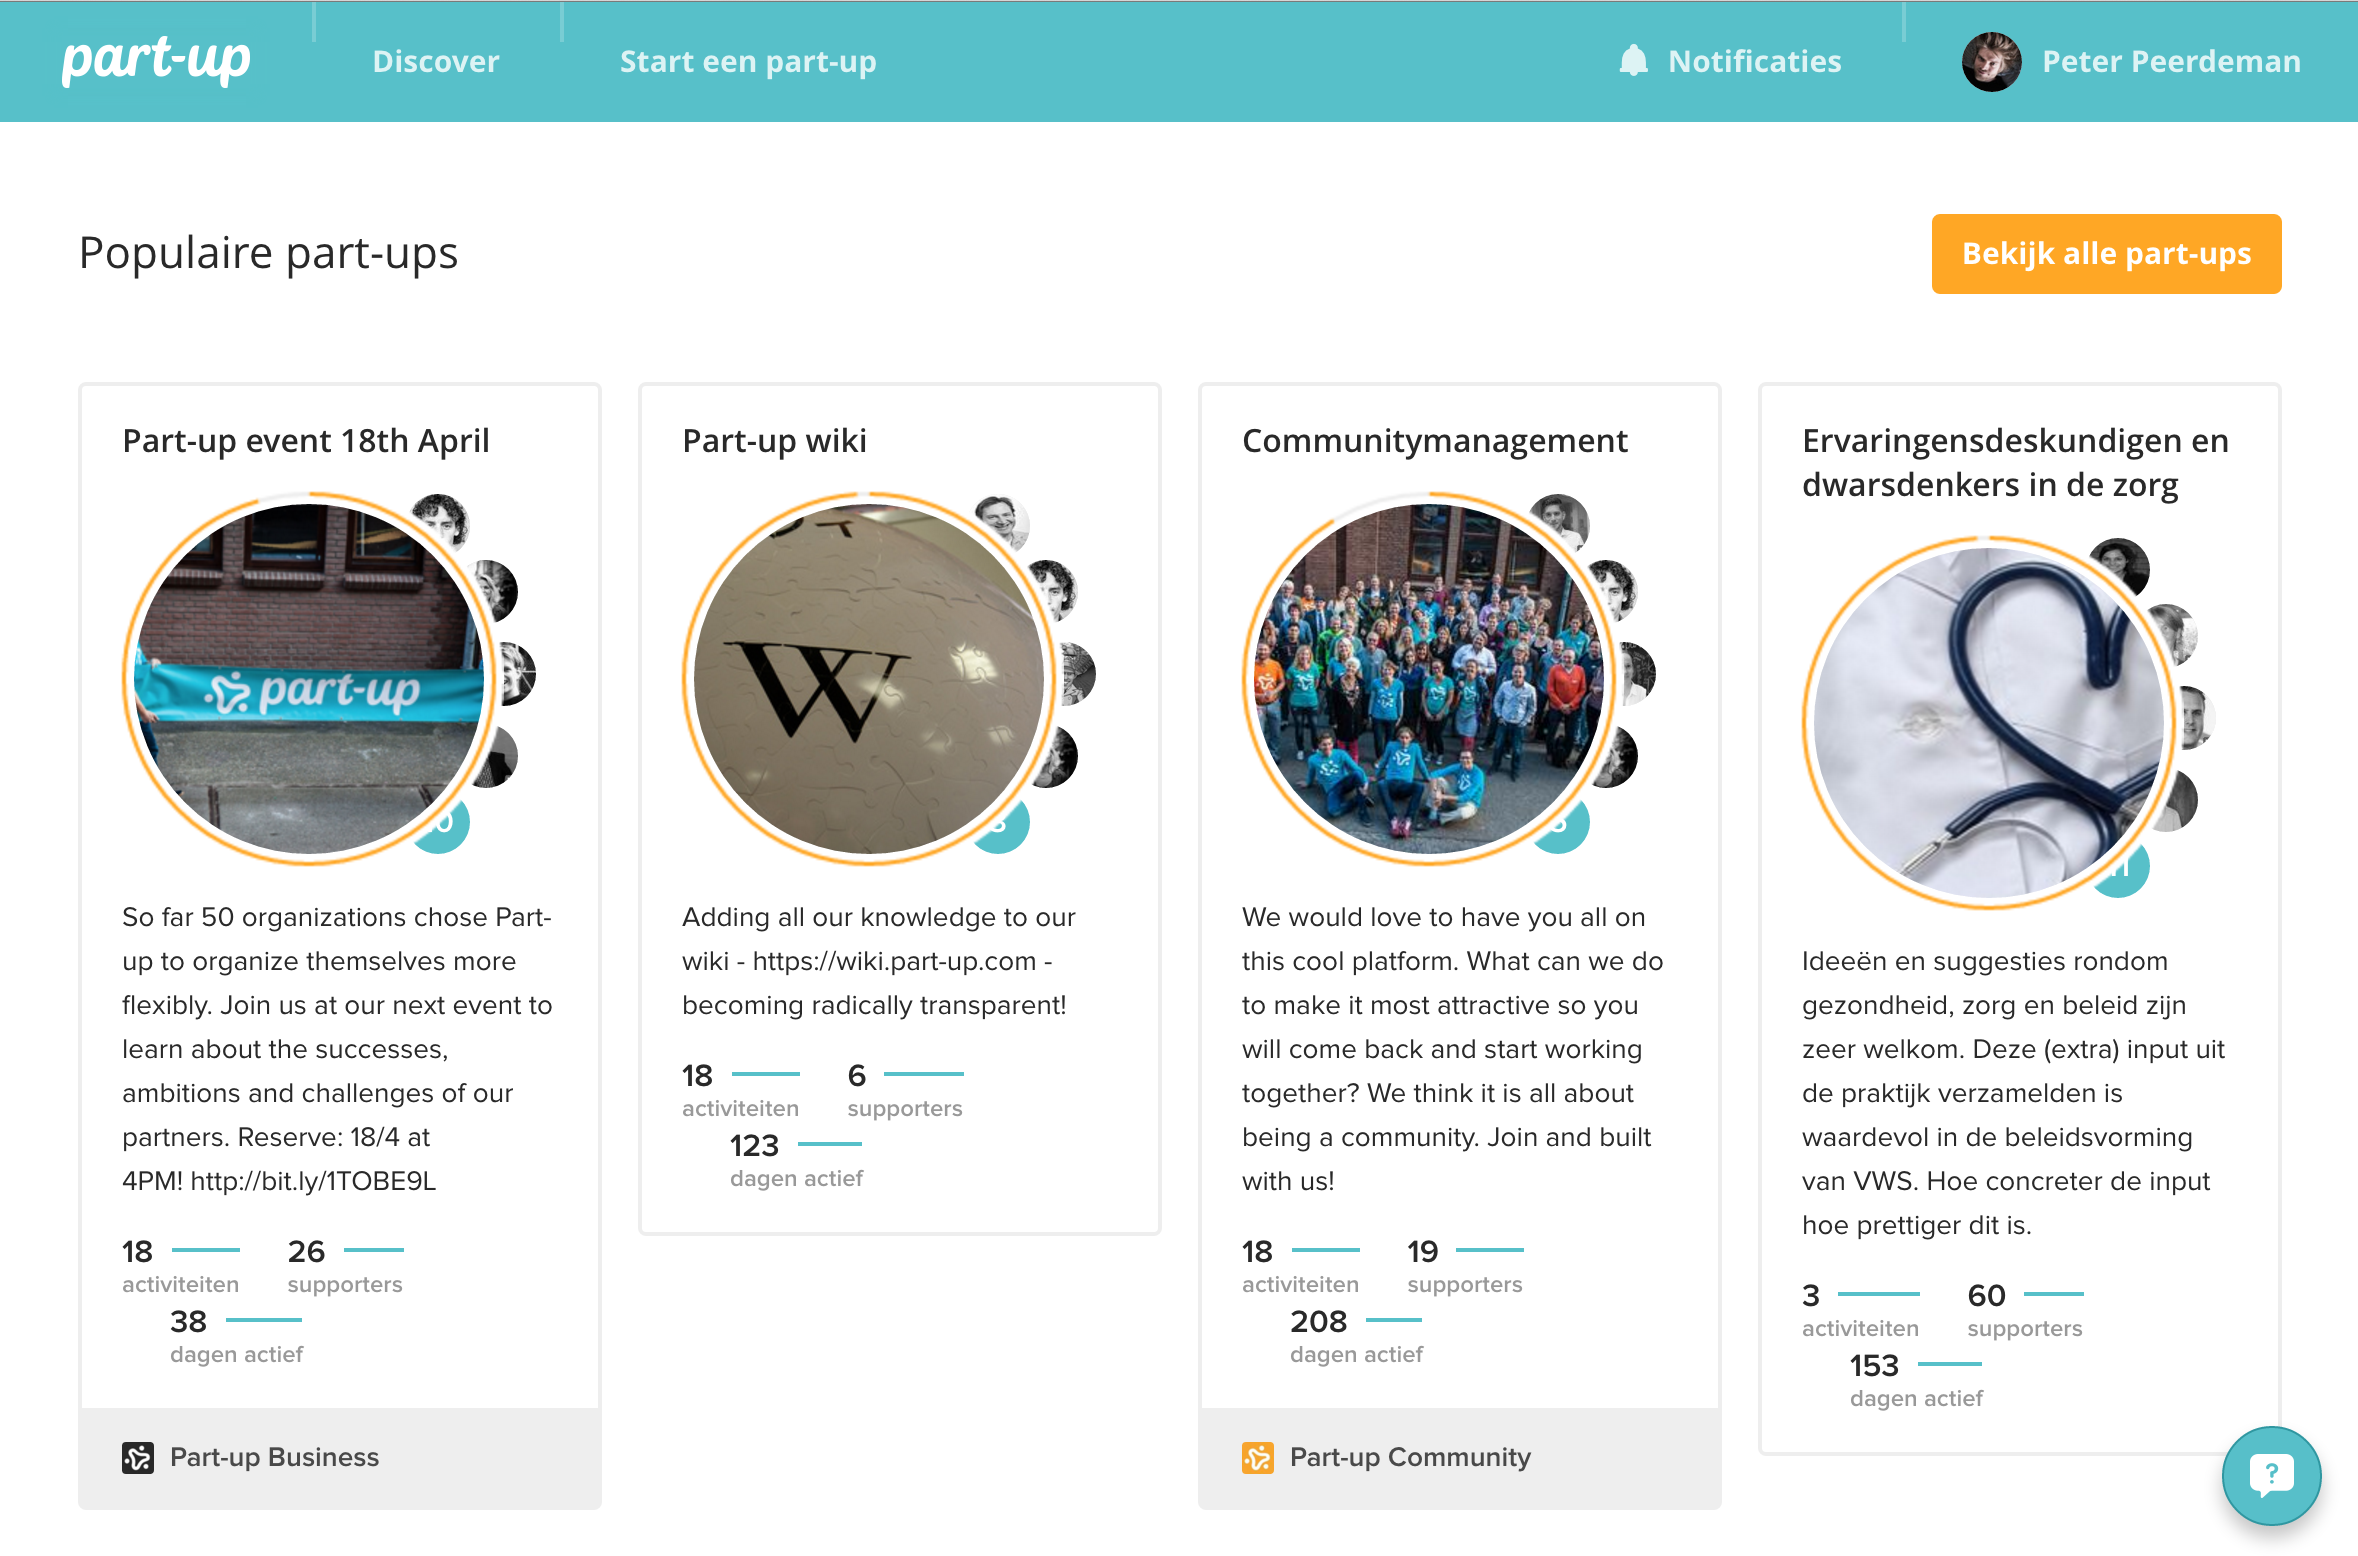 part-up
Discover
Start een part-up
Notificaties
Peter Peerdeman
Populaire part-ups
Bekijk alle part-ups
Part-up event 18th April
part-up
So far 50 organizations chose Part-
up to organize themselves more
flexibly. Join us at our next event to
learn about the successes,
ambitions and challenges of our
partners. Reserve: 18/4 at
4PM! http://bit.ly/1TOBE9L
18
26
activiteiten
supporters
38
dagen actief
Part-up Business
Part-up wiki
W
Adding all our knowledge to our
wiki - https://wiki.part-up.com -
becoming radically transparent!
18
6
activiteiten
supporters
123
dagen actief
Communitymanagement
We would love to have you all on
this cool platform. What can we do
to make it most attractive so you
will come back and start working
together? We think it is all about
being a community. Join and built
with us!
18
19
activiteiten
supporters
208
dagen actief
Part-up Community
Ervaringensdeskundigen en
dwarsdenkers in de zorg
Ideeën en suggesties rondom
gezondheid, zorg en beleid zijn
zeer welkom. Deze (extra) input uit
de praktijk verzamelden is
waardevol in de beleidsvorming
van VWS. Hoe concreter de input
hoe prettiger dit is.
3
60
activiteiten
supporters
153
dagen actief
?